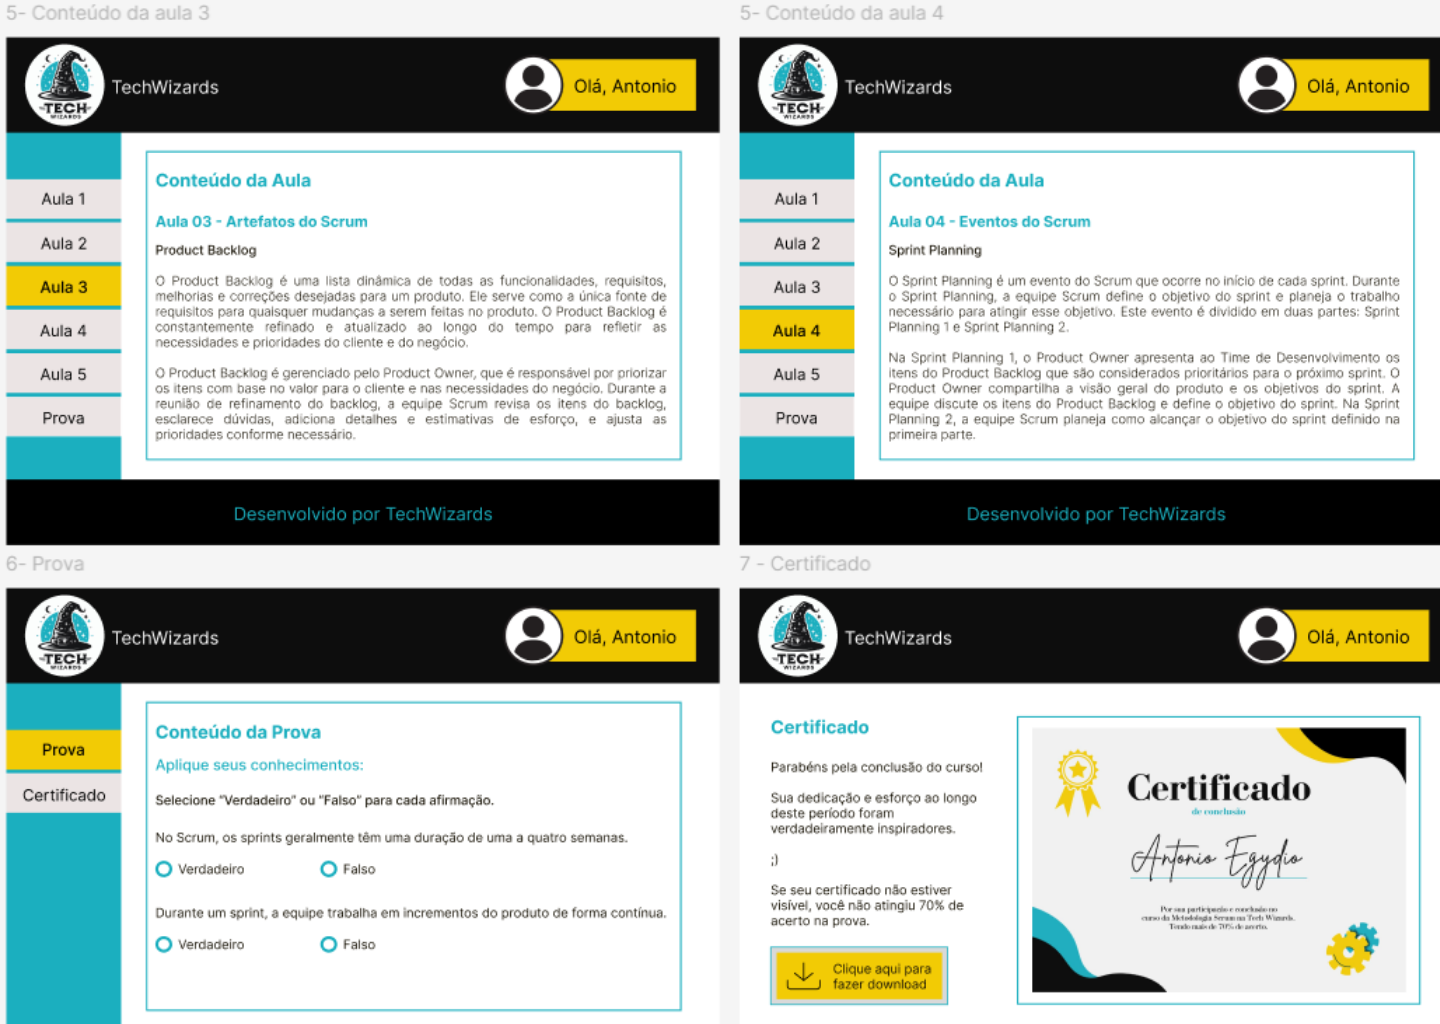 5- Conteúdo da aula 3
TECH
WIZARDS
TechWizards
Olá, Antonio
Aula 1
Aula 2
Aula 3
Aula 4
Aula 5
Prova
Conteúdo da Aula
Aula 03 - Artefatos do Scrum
Product Backlog
O Product Backlog é uma lista dinâmica de todas as funcionalidades, requisitos,
melhorias e correções desejadas para um produto. Ele serve como a única fonte de
requisitos para quaisquer mudanças a serem feitas no produto. O Product Backlog é
constantemente refinado e atualizado ao longo do tempo para refletir as
necessidades e prioridades do cliente e do negócio.
O Product Backlog é gerenciado pelo Product Owner, que é responsável por priorizar
os itens com base no valor para o cliente e nas necessidades do negócio. Durante a
reunião de refinamento do backlog, a equipe Scrum revisa os itens do backlog,
esclarece dúvidas, adiciona detalhes e estimativas de esforço, e ajusta as
prioridades conforme necessário.
Desenvolvido por TechWizards
5- Conteúdo da aula 4
TECH
WIZARDS
TechWizards
Olá, Antonio
Aula 1
Aula 2
Aula 3
Aula 4
Aula 5
Prova
Conteúdo da Aula
Aula 04 - Eventos do Scrum
Sprint Planning
O Sprint Planning é um evento do Scrum que ocorre no início de cada sprint. Durante
o Sprint Planning, a equipe Scrum define o objetivo do sprint e planeja o trabalho
necessário para atingir esse objetivo. Este evento é dividido em duas partes: Sprint
Planning 1 e Sprint Planning 2.
Na Sprint Planning 1, o Product Owner apresenta ao Time de Desenvolvimento os
itens do Product Backlog que são considerados prioritários para o próximo sprint. O
Product Owner compartilha a visão geral do produto e os objetivos do sprint. A
equipe discute os itens do Product Backlog e define o objetivo do sprint. Na Sprint
Planning 2, a equipe Scrum planeja como alcançar o objetivo do sprint definido na
primeira parte.
Desenvolvido por TechWizards
6- Prova
TECH
WIZARDS
TechWizards
Olá, Antonio
Prova
Certificado
Conteúdo da Prova
Aplique seus conhecimentos:
Selecione "Verdadeiro" ou "Falso" para cada afirmação.
No Scrum, os sprints geralmente têm uma duração de uma a quatro semanas.
Verdadeiro Falso
Durante um sprint, a equipe trabalha em incrementos do produto de forma contínua.
Verdadeiro Falso
7 - Certificado
TECH
WIZARDS
TechWizards
Olá, Antonio
Certificado
Parabéns pela conclusão do curso!
Sua dedicação e esforço ao longo
deste período foram
verdadeiramente inspiradores.
;)
Se seu certificado não estiver
visível, você não atingiu 70% de
acerto na prova.
Clique aqui para
fazer download
Certificado
de conclusão
Antonio Egydio
Por sua participação e conclusão no
curso da Metodologia Scrum na Tech Wizards.
Tendo mais de 70% de acerto.